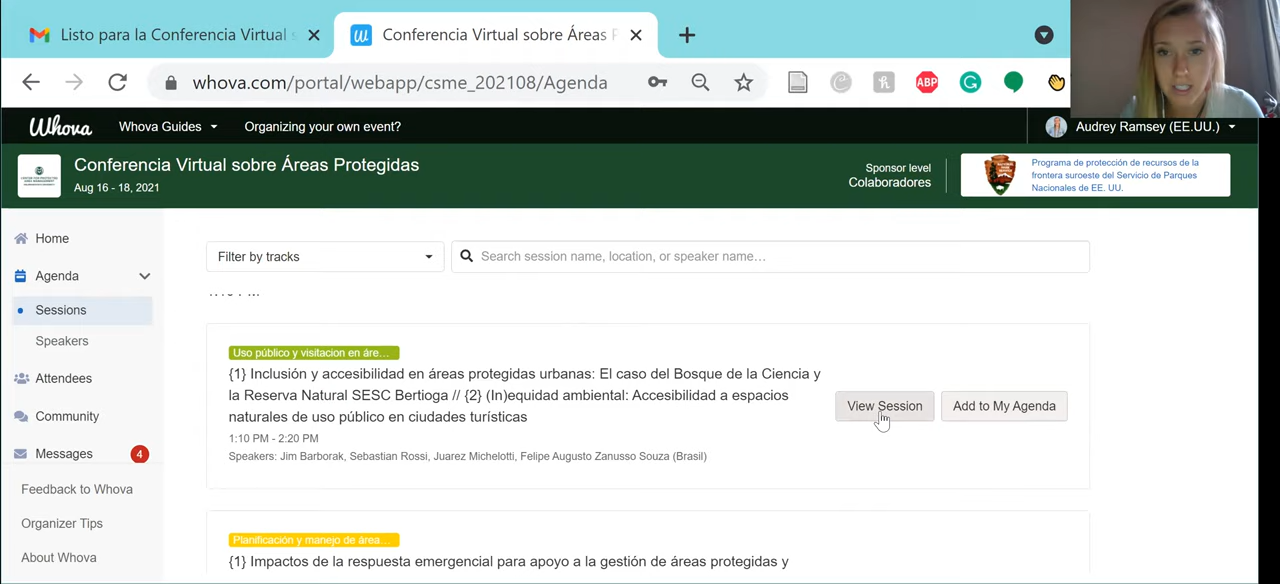 Listo para la Conferencia Virtual
Conferencia Virtual sobre Áreas P
whova.com/portal/webapp/csme_202108/Agenda
ABP
Whova
Whova Guides
Organizing your own event?
Audrey Ramsey (EE.UU.)
Conferencia Virtual sobre Áreas Protegidas
Aug 16 - 18, 2021
Sponsor level
Colaboradores
Programa de protección de recursos de la
frontera suroeste del Servicio de Parques
Nacionales de EE. UU.
Home
Agenda
Sessions
Speakers
Attendees
Community
Messages 4
Feedback to Whova
Organizer Tips
About Whova
Filter by tracks
Search session name, location, or speaker name…
Uso público y visitacion en áre…
{1} Inclusión y accesibilidad en áreas protegidas urbanas: El caso del Bosque de la Ciencia y
la Reserva Natural SESC Bertioga // {2} (In)equidad ambiental: Accesibilidad a espacios
naturales de uso público en ciudades turísticas
1:10 PM - 2:20 PM
Speakers: Jim Barborak, Sebastian Rossi, Juarez Michelotti, Felipe Augusto Zanusso Souza (Brasil)
View Session
Add to My Agenda
Planificación y manejo de área…
{1} Impactos de la respuesta emergencial para apoyo a la gestión de áreas protegidas y